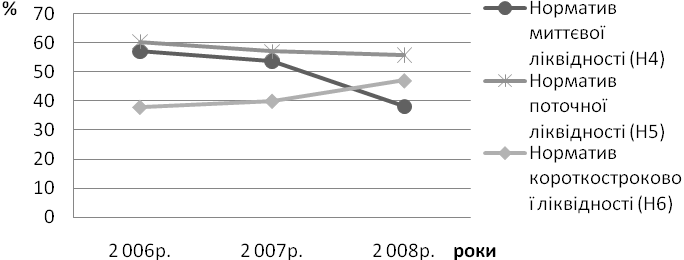 %
70
60
50
40
30
20
10
0
2 006р.
2 007р.
2 008р.
роки
Норматив
миттєвої
ліквідності (Н4)
Норматив
поточної
ліквідності (Н5)
Норматив
короткостроково
ї ліквідності (Н6)